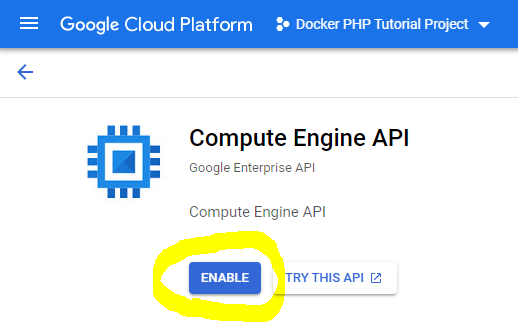 Google Cloud Platform Docker PHP Tutorial Project
Compute Engine API
Google Enterprise API
Compute Engine API
ENABLE TRY THIS API